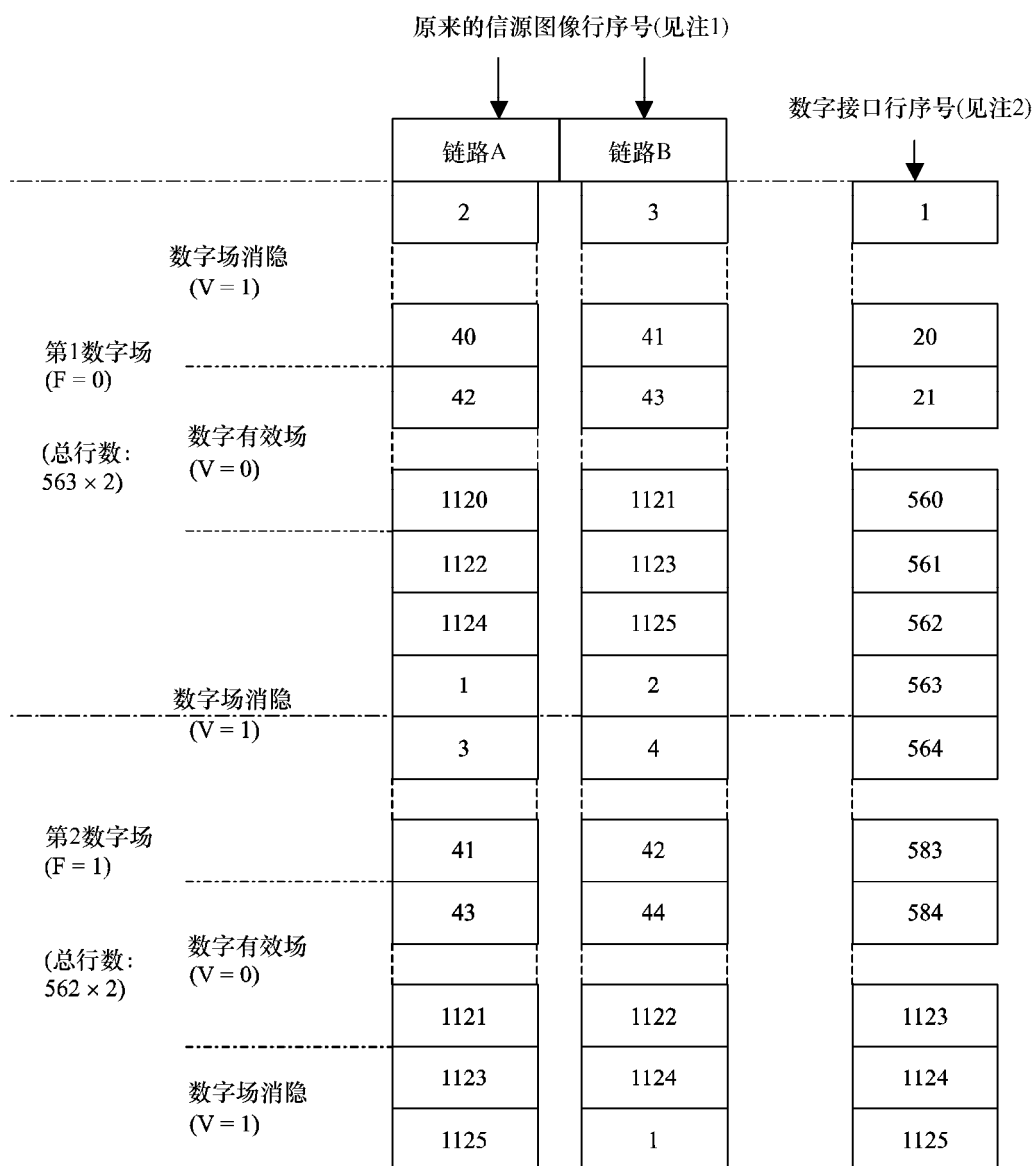 原来的信源图像行序号(见注1)
数字接口行序号(见注2)
链路A 链路B
2 3 1
数字场消隐
(V = 1)
40 41 20
第1数字场
(F = 0)
42 43 21
数字有效场
(V = 0)
(总行数:
563 × 2)
1120 1121 560
1122 1123 561
1124 1125 562
1 2 563
数字场消隐
(V = 1)
3 4 564
第2数字场
(F = 1)
41 42 583
43 44 584
数字有效场
(V = 0)
(总行数:
562 × 2)
1121 1122 1123
1123 1124 1124
数字场消隐
(V = 1)
1125 1 1125